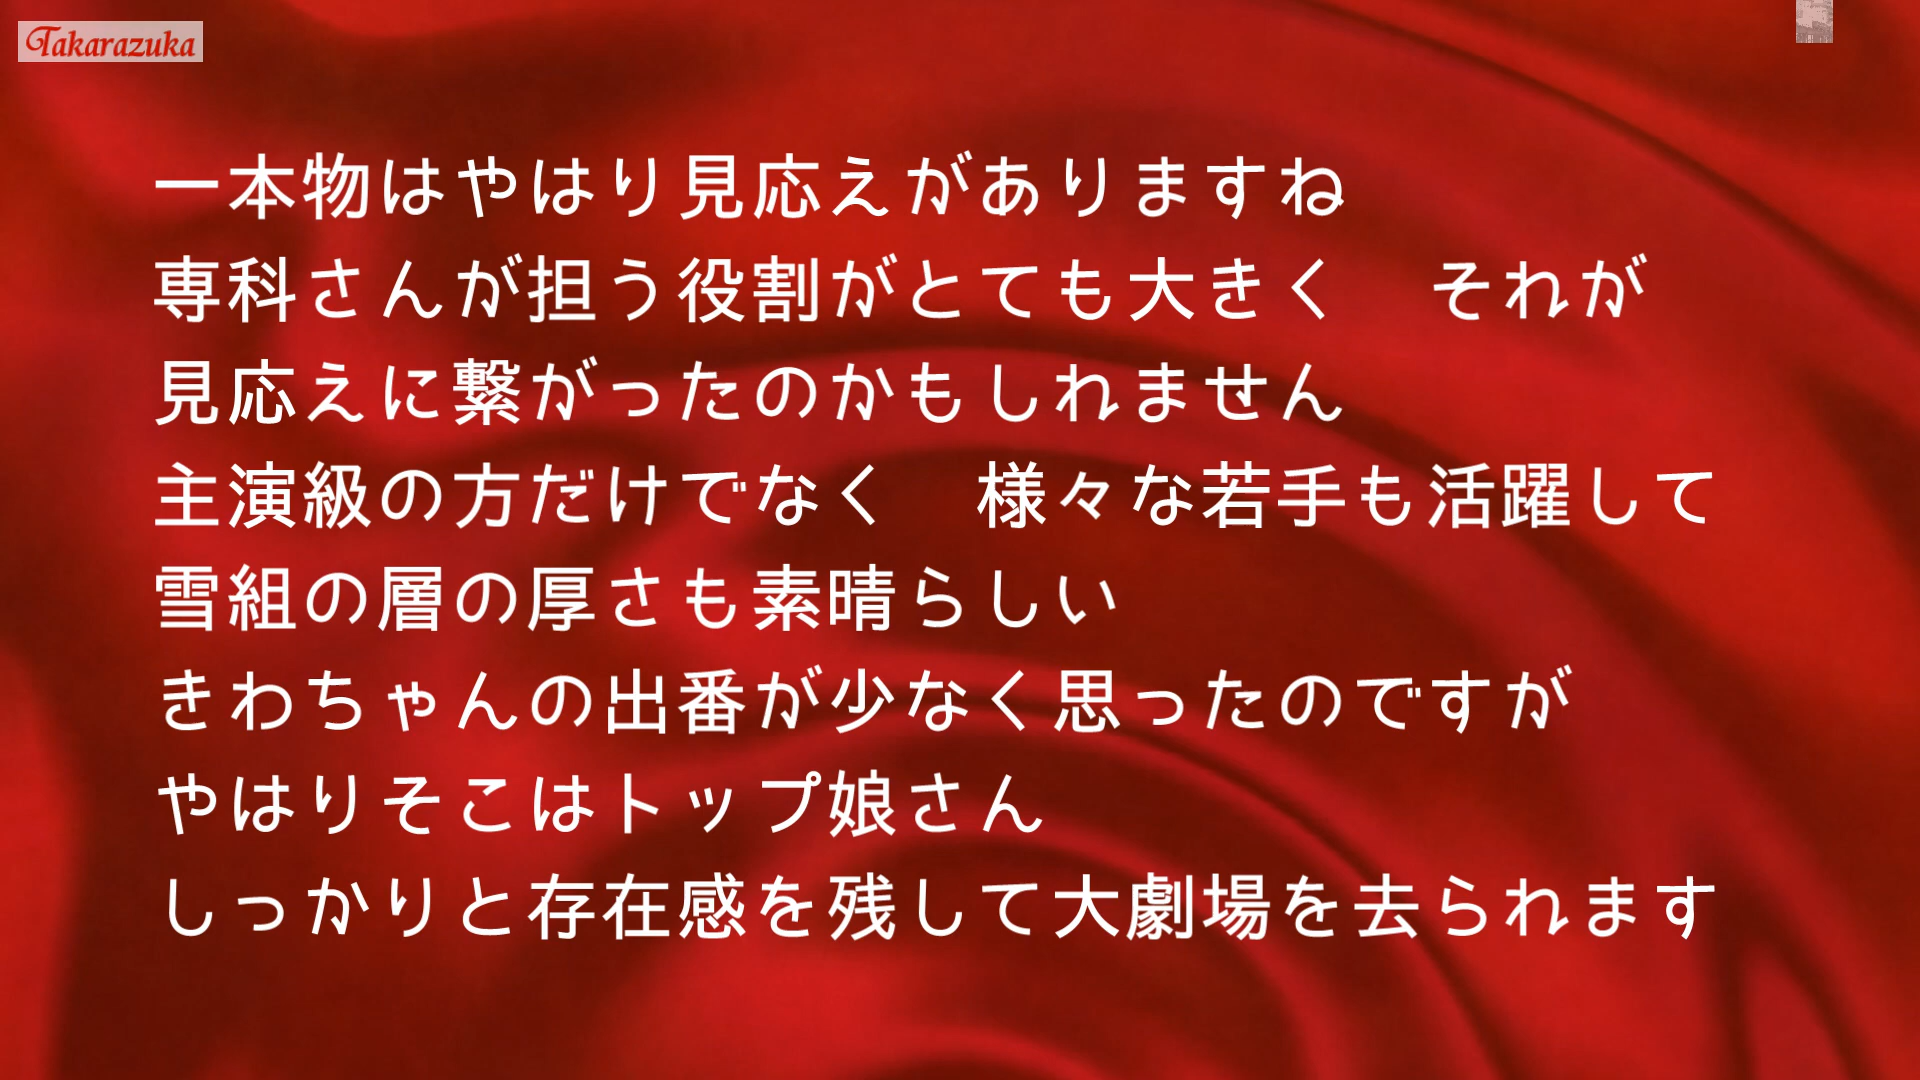 Takarazuka
一本物はやはり見応えがありますね
専科さんが担う役割がとても大きく　それが
見応えに繋がったのかもしれません
主演級の方だけでなく　様々な若手も活躍して
雪組の層の厚さも素晴らしい
きわちゃんの出番が少なく思ったのですが
やはりそこはトップ娘さん
しっかりと存在感を残して大劇場を去られます